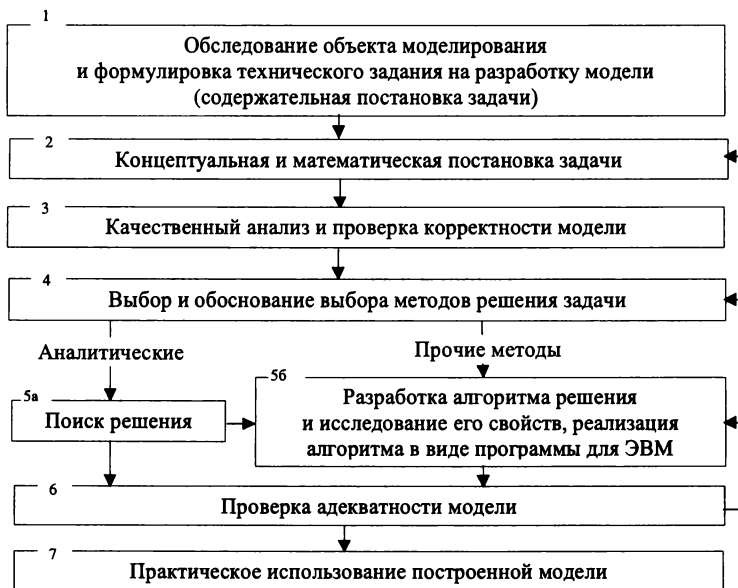 1
Обследование объекта моделирования
и формулировка технического задания на разработку модели
(содержательная постановка задачи)
2
Концептуальная и математическая постановка задачи
3
Качественный анализ и проверка корректности модели
4
Выбор и обоснование выбора методов решения задачи
Аналитические
Прочие методы
5а
Поиск решения
5б
Разработка алгоритма решения
и исследование его свойств, реализация
алгоритма в виде программы для ЭВМ
6
Проверка адекватности модели
7
Практическое использование построенной модели